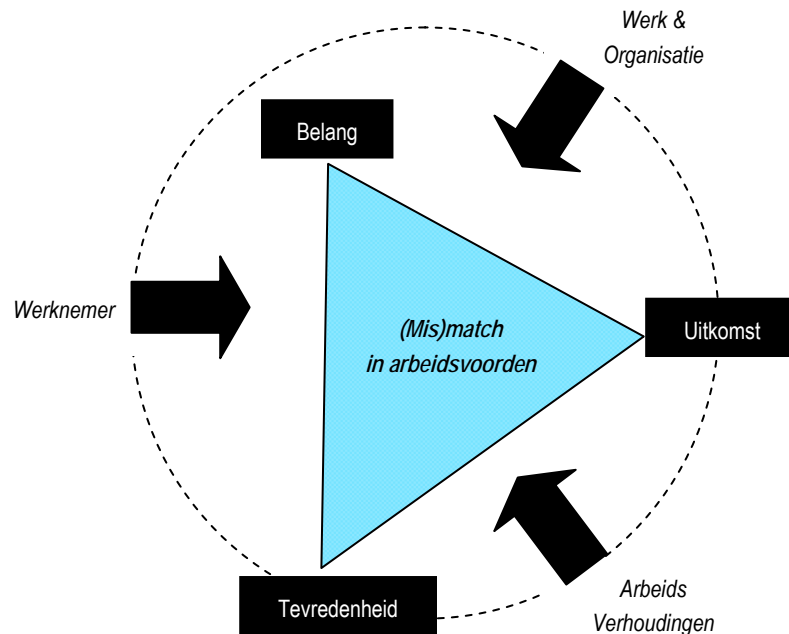 Werk &
Organisatie
Belang
Werknemer
(Mis)match
in arbeidsvoorden
Uitkomst
Tevredenheid
Arbeids
Verhoudingen